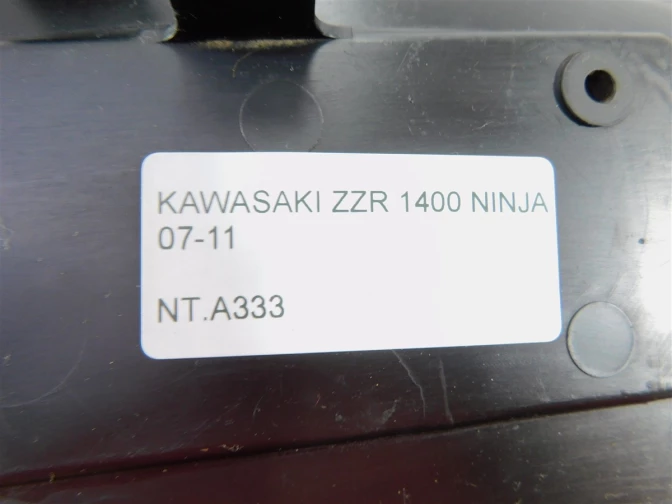 KAWASAKI ZZR 1400 NINJA
07-11
NT.A333